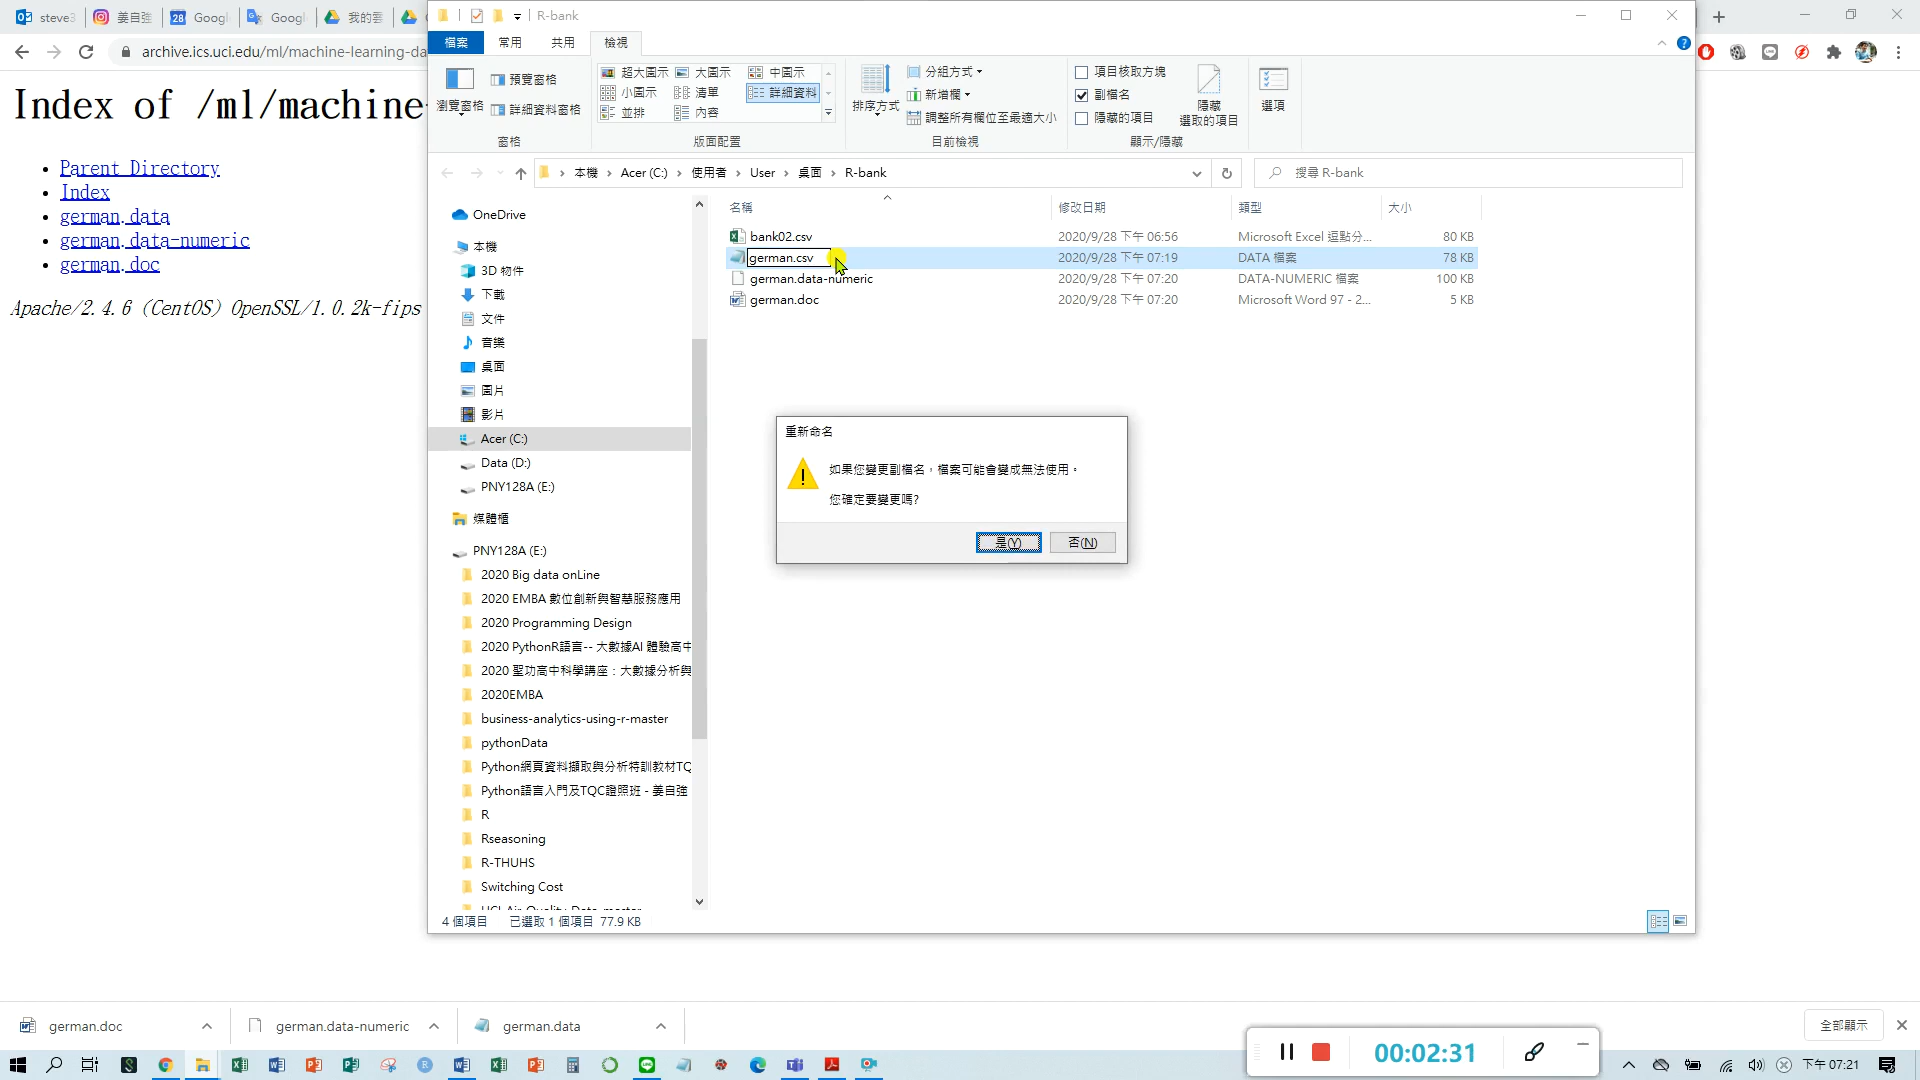 steve3
姜自強
Googl
Googl
我的雲
R-bank
檔案
常用
共用
檢視
archive.ics.uci.edu/ml/machine-learning-da
瀏覽窗格
預覽窗格
詳細資料窗格
窗格
超大圖示
大圖示
中圖示
小圖示
清單
詳細資料
並排
內容
版面配置
排序方式
分組方式
新增欄
調整所有欄位至最適大小
目前檢視
項目核取方塊
副檔名
隱藏的項目
隱藏
選取的項目
顯示/隱藏
選項
Index of /ml/machine-
Parent Directory
Index
german.data
german.data-numeric
german.doc
Apache/2.4.6 (CentOS) OpenSSL/1.0.2k-fips
本機 › Acer (C:) › 使用者 › User › 桌面 › R-bank
搜尋 R-bank
名稱
修改日期
類型
大小
bank02.csv 2020/9/28 下午 06:56 Microsoft Excel 逗點分... 80 KB
german.csv 2020/9/28 下午 07:19 DATA 檔案 78 KB
german.data-numeric 2020/9/28 下午 07:20 DATA-NUMERIC 檔案 100 KB
german.doc 2020/9/28 下午 07:20 Microsoft Word 97 - 2... 5 KB
OneDrive
本機
3D 物件
下載
文件
音樂
桌面
圖片
影片
Acer (C:)
Data (D:)
PNY128A (E:)
媒體櫃
PNY128A (E:)
2020 Big data onLine
2020 EMBA 數位創新與智慧服務應用
2020 Programming Design
2020 PythonR語言-- 大數據AI 體驗高中
2020 聖功高中科學講座：大數據分析與
2020EMBA
business-analytics-using-r-master
pythonData
Python網頁資料擷取與分析特訓教材TQ
Python語言入門及TQC證照班 - 姜自強
R
Rseasoning
R-THUHS
Switching Cost
重新命名
如果您變更副檔名，檔案可能會變成無法使用。
您確定要變更嗎?
是(Y)
否(N)
4 個項目
已選取 1 個項目 77.9 KB
german.doc
german.data-numeric
german.data
全部顯示
00:02:31
下午 07:21